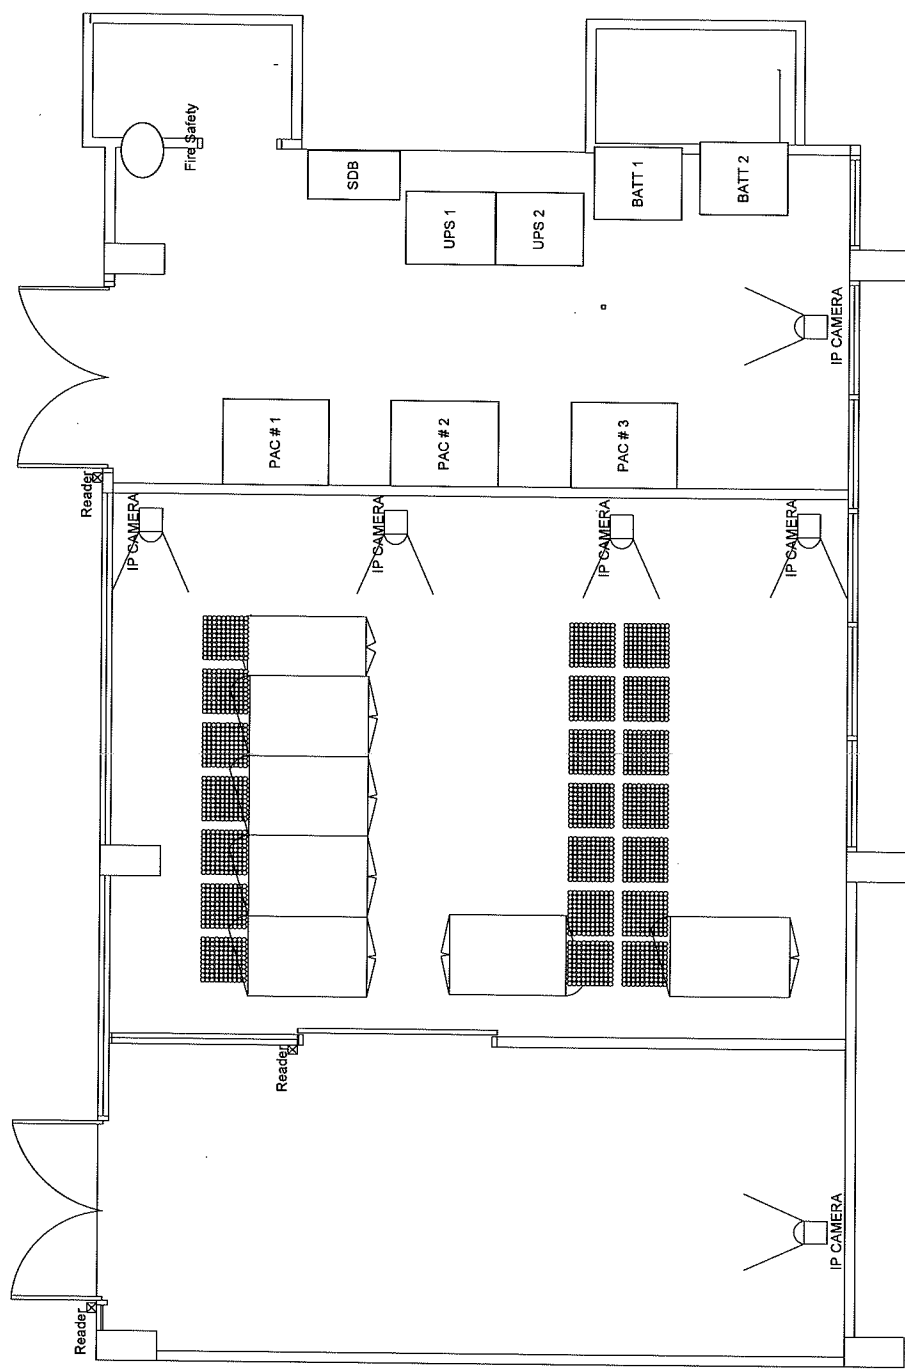 Fire Safety
SDB
UPS 1
UPS 2
BATT 1
BATT 2
IP CAMERA
PAC # 1
PAC # 2
PAC # 3
Reader
IP CAMERA
IP CAMERA
IP CAMERA
IP CAMERA
Reader
IP CAMERA
Reader